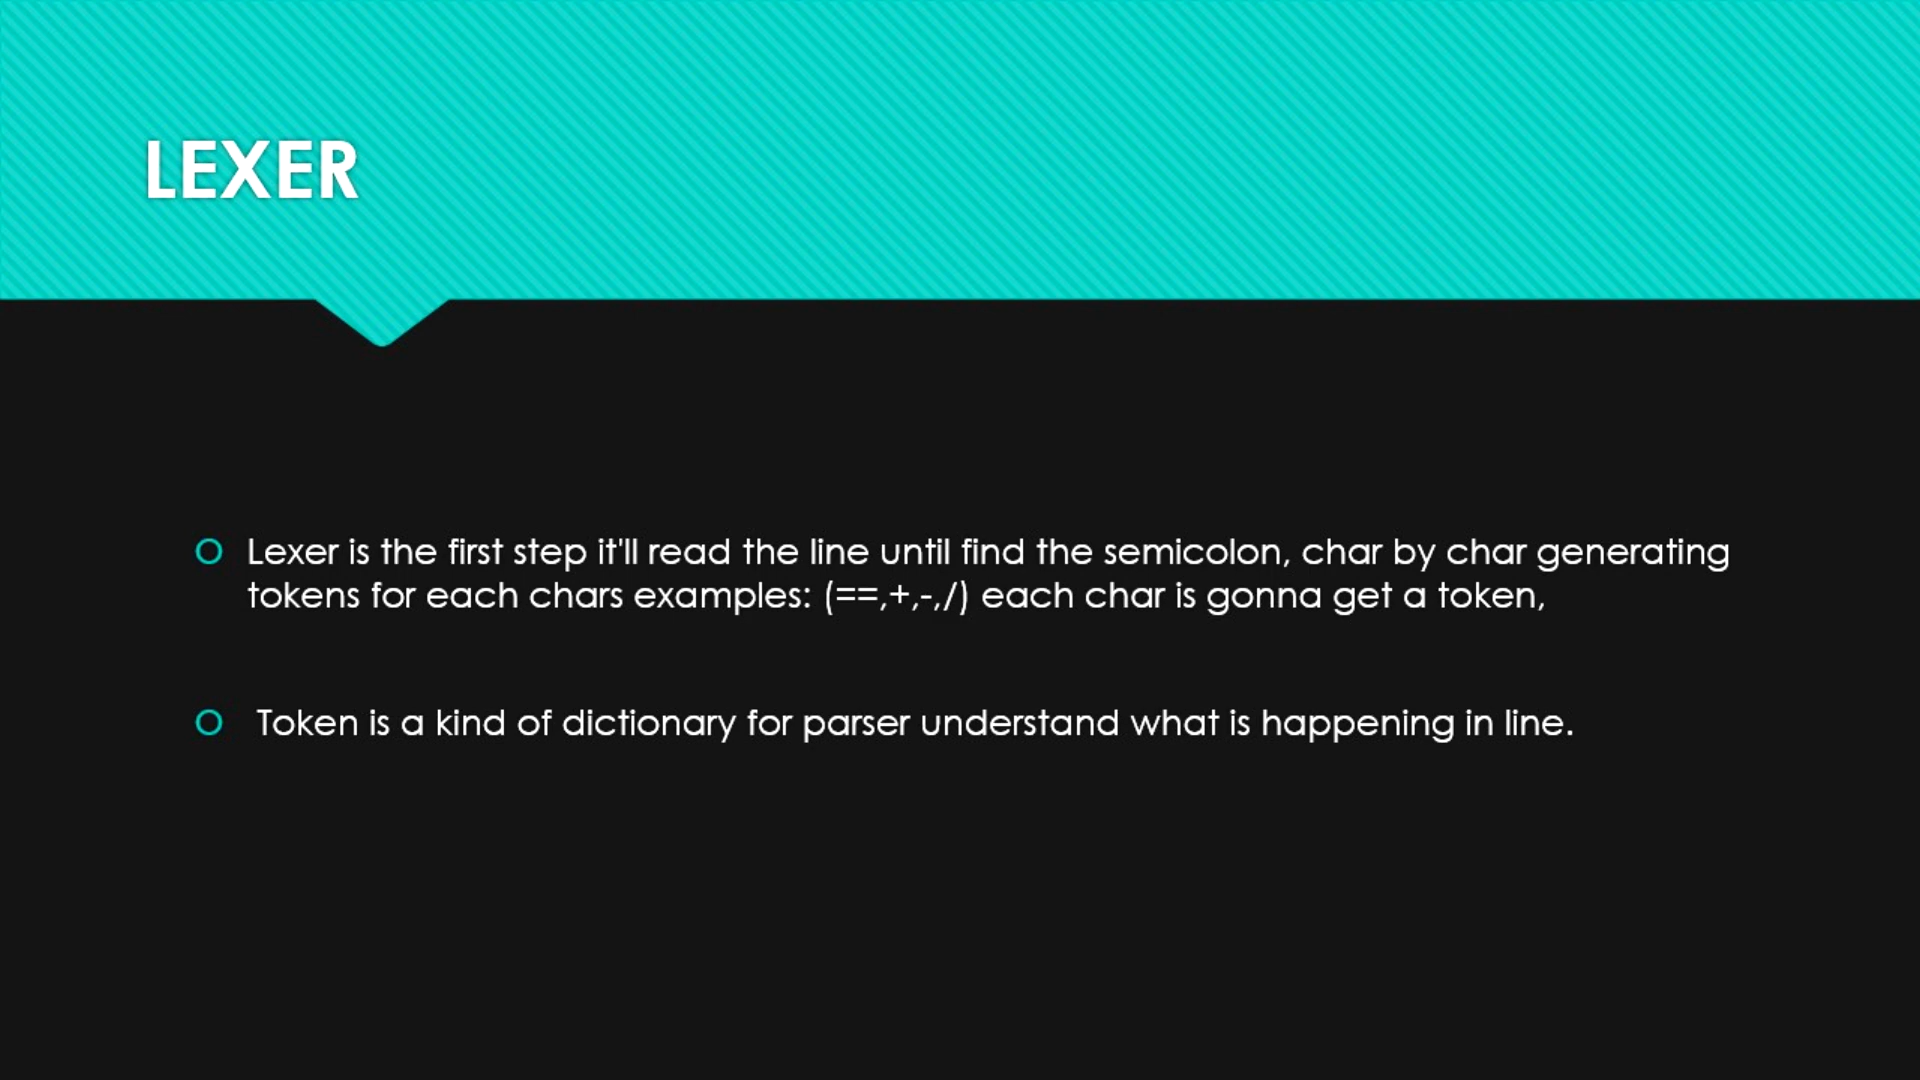 LEXER
Lexer is the first step it'll read the line until find the semicolon, char by char generating
tokens for each chars examples: (==,+,-,/) each char is gonna get a token,
Token is a kind of dictionary for parser understand what is happening in line.